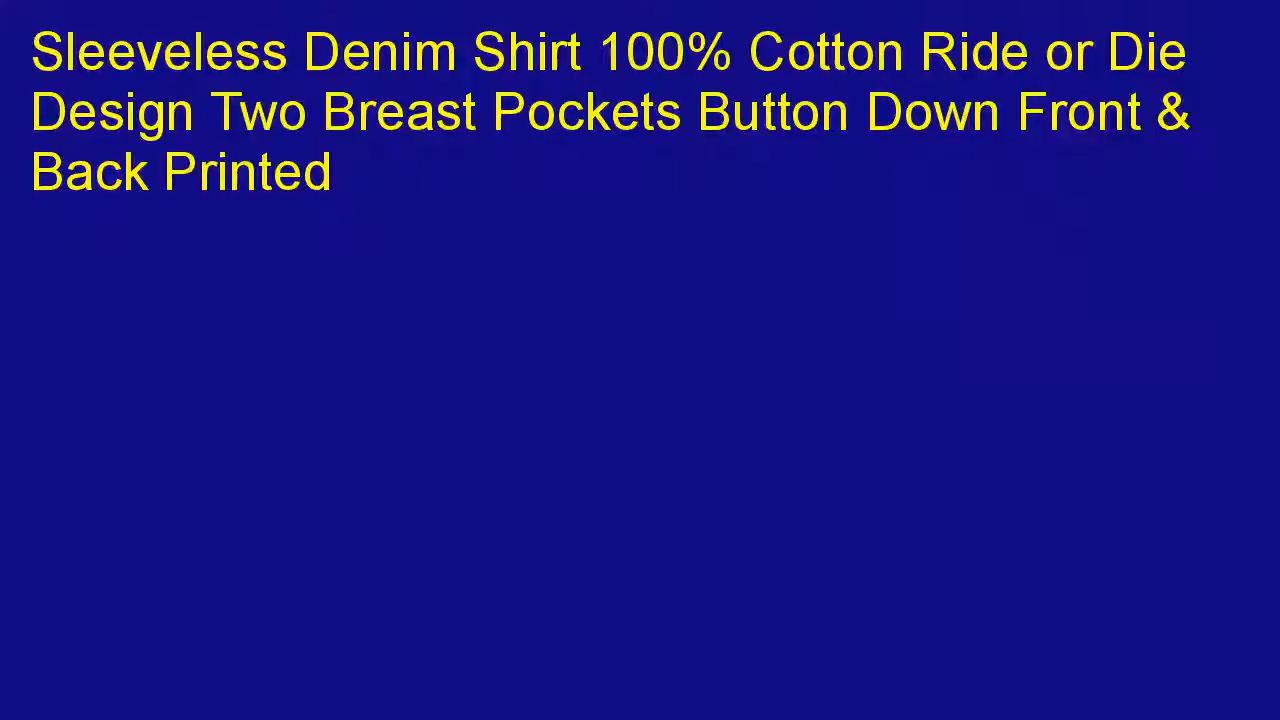 Sleeveless Denim Shirt 100% Cotton Ride or Die
Design Two Breast Pockets Button Down Front &
Back Printed